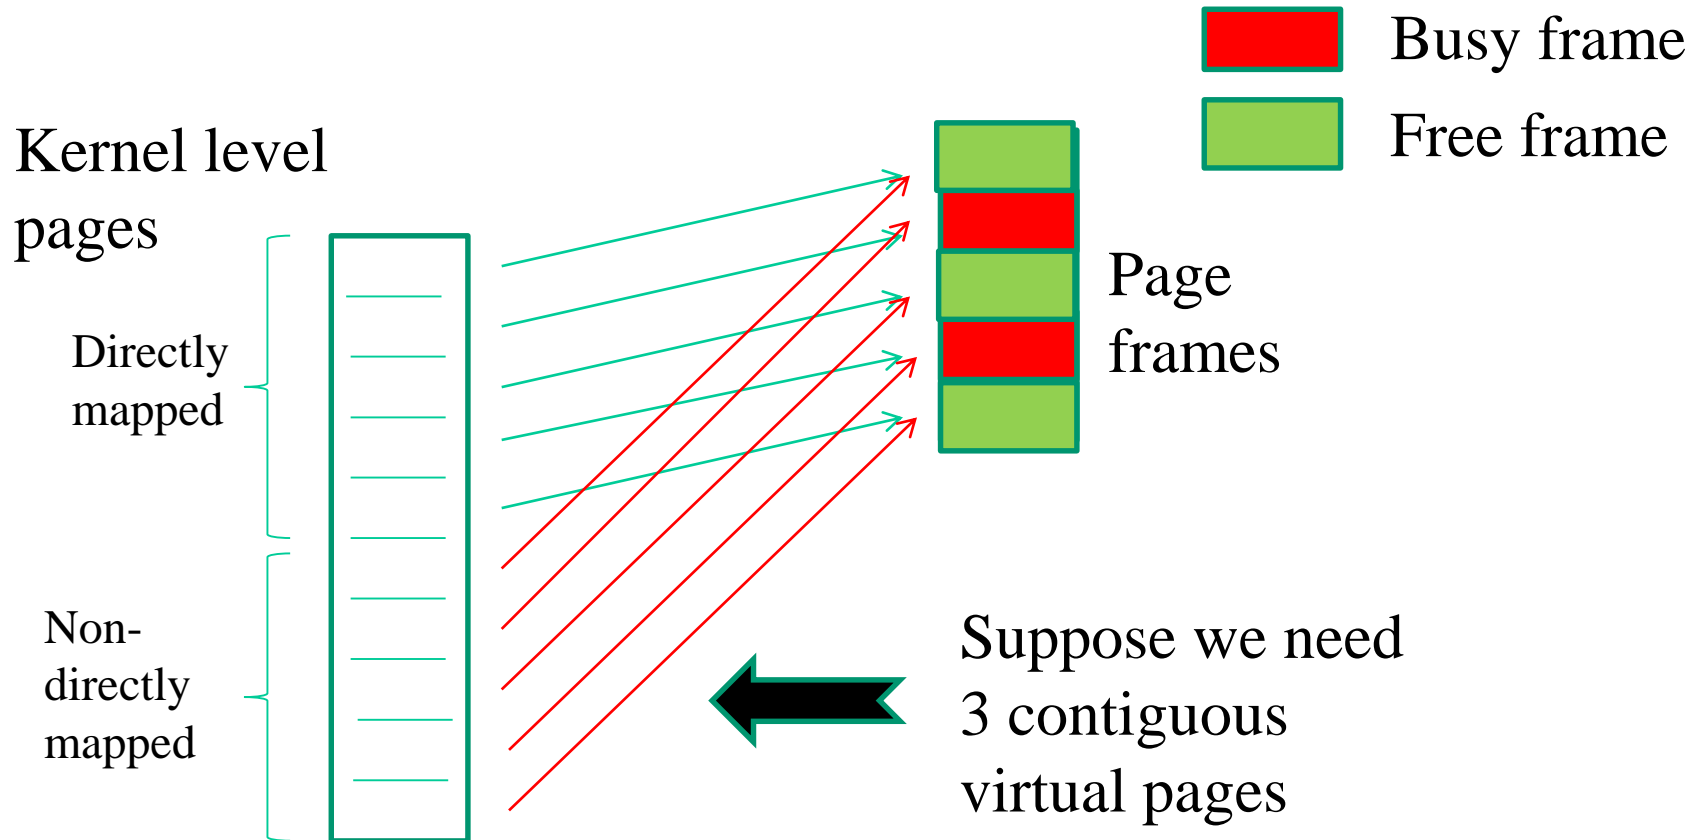 Busy frame
Free frame
Kernel level
pages
Directly
mapped
Page
frames
Non-
directly
mapped
Suppose we need
3 contiguous
virtual pages